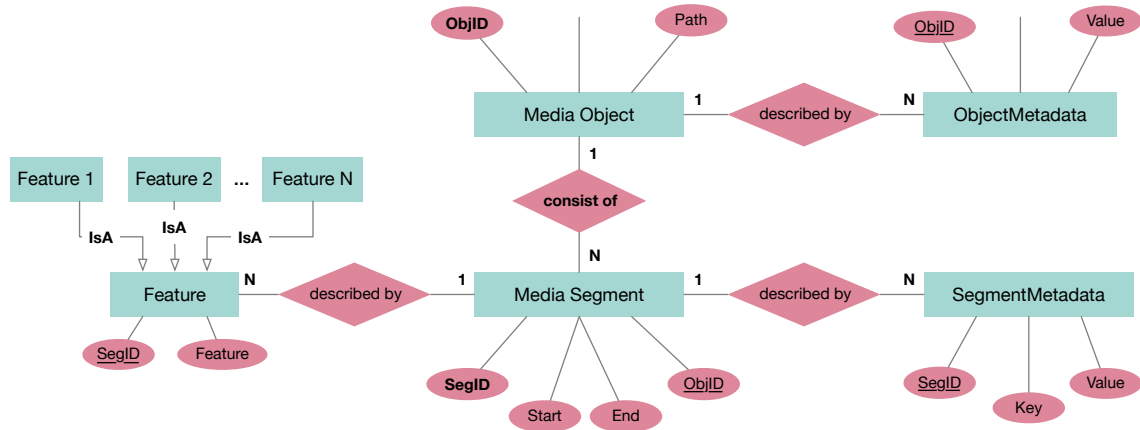 ObjID
Path
ObjID
Value
Media Object
1
described by
N
ObjectMetadata
1
Feature 1
Feature 2
...
Feature N
consist of
IsA
IsA
IsA
N
Feature
N
described by
1
Media Segment
1
described by
N
SegmentMetadata
SegID
Feature
SegID
ObjID
SegID
Value
Start
End
Key